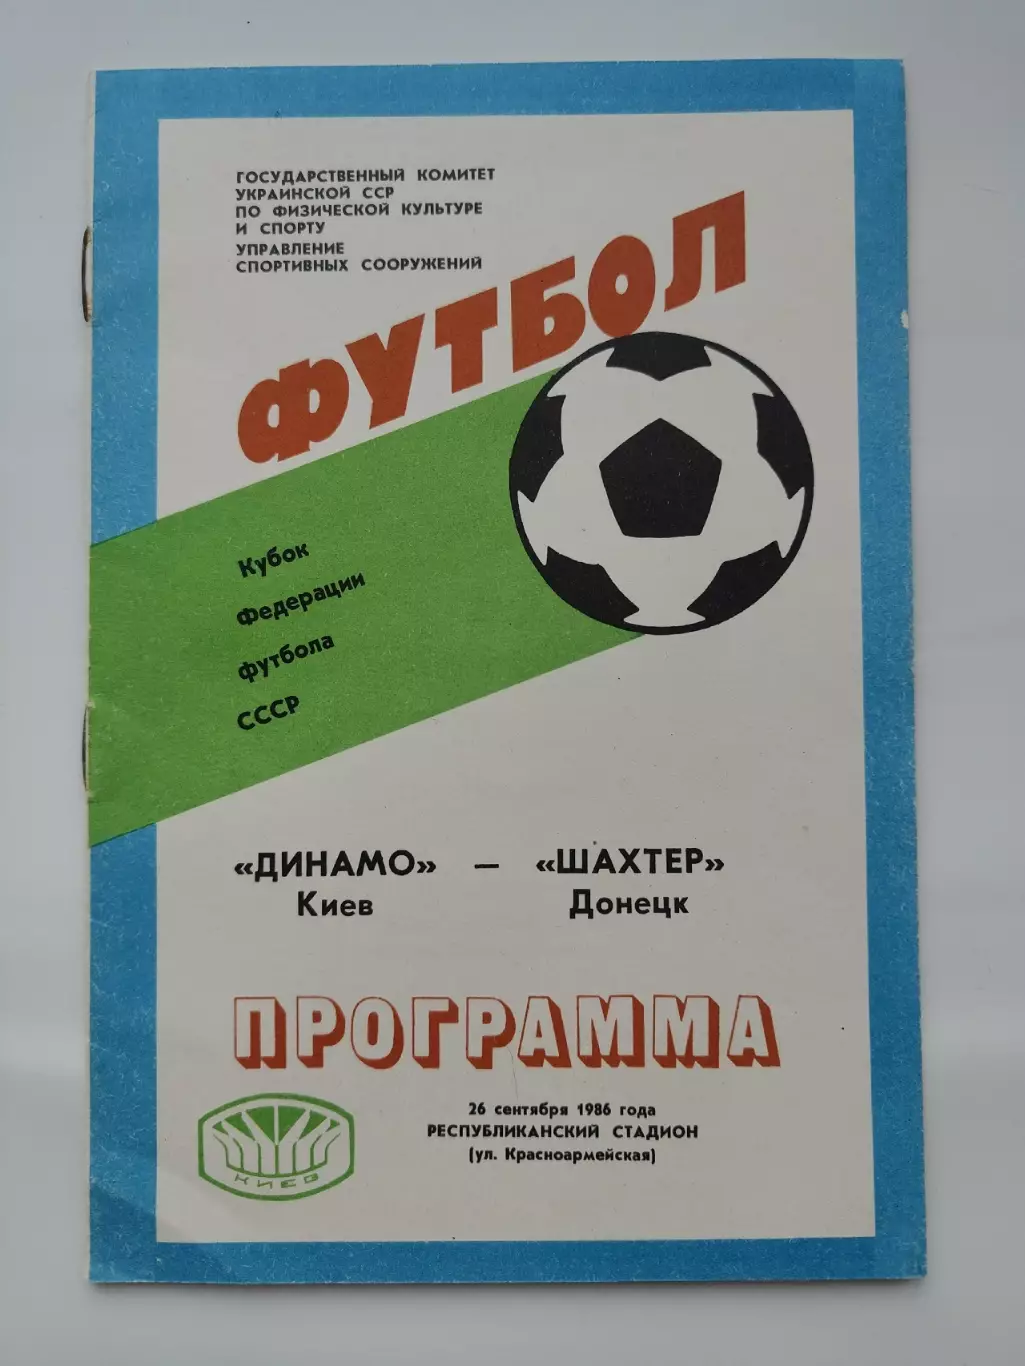 ГОСУДАРСТВЕННЫЙ КОМИТЕТ
УКРАИНСКОЙ ССР
ПО ФИЗИЧЕСКОЙ КУЛЬТУРЕ
И СПОРТУ
УПРАВЛЕНИЕ
СПОРТИВНЫХ СООРУЖЕНИЙ
ФУТБОЛ
Кубок
Федерации
футбола
СССР
«ДИНАМО» — «ШАХТЕР»
Киев Донецк
ПРОГРАММА
26 сентября 1986 года
РЕСПУБЛИКАНСКИЙ СТАДИОН
(ул. Красноармейская)
КИЕВ